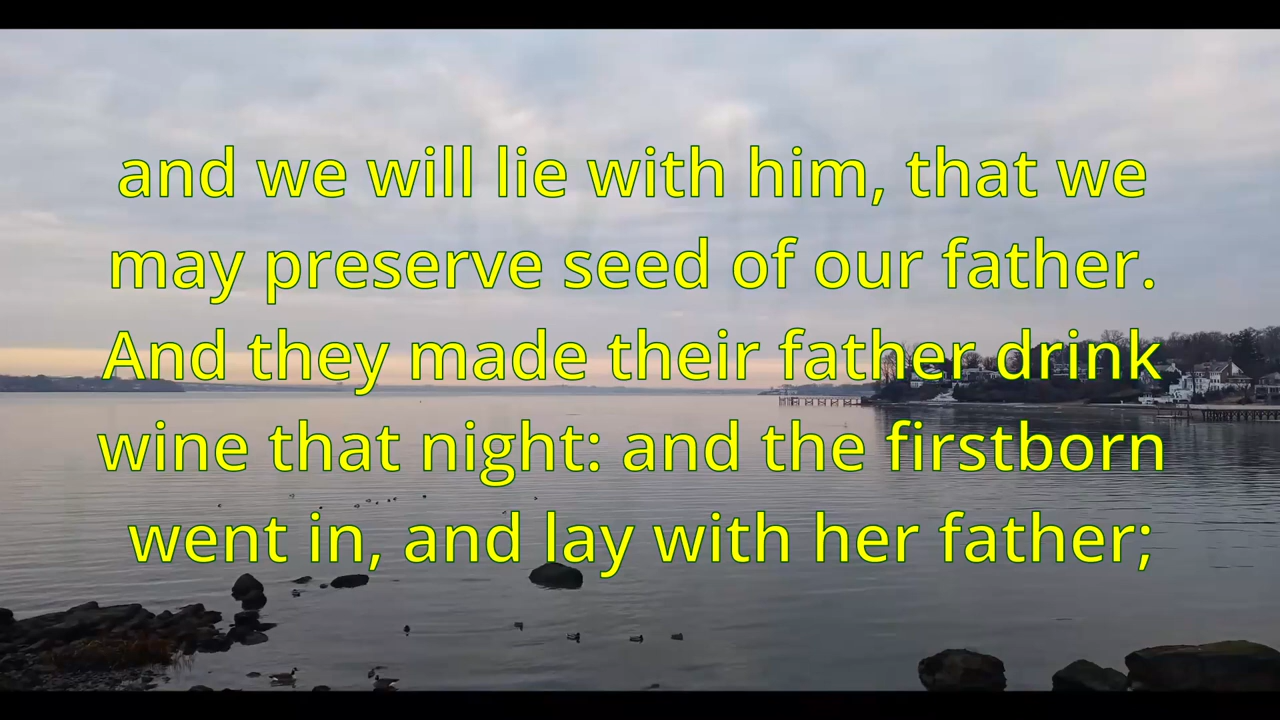 and we will lie with him, that we
may preserve seed of our father.
And they made their father drink
wine that night: and the firstborn
went in, and lay with her father;